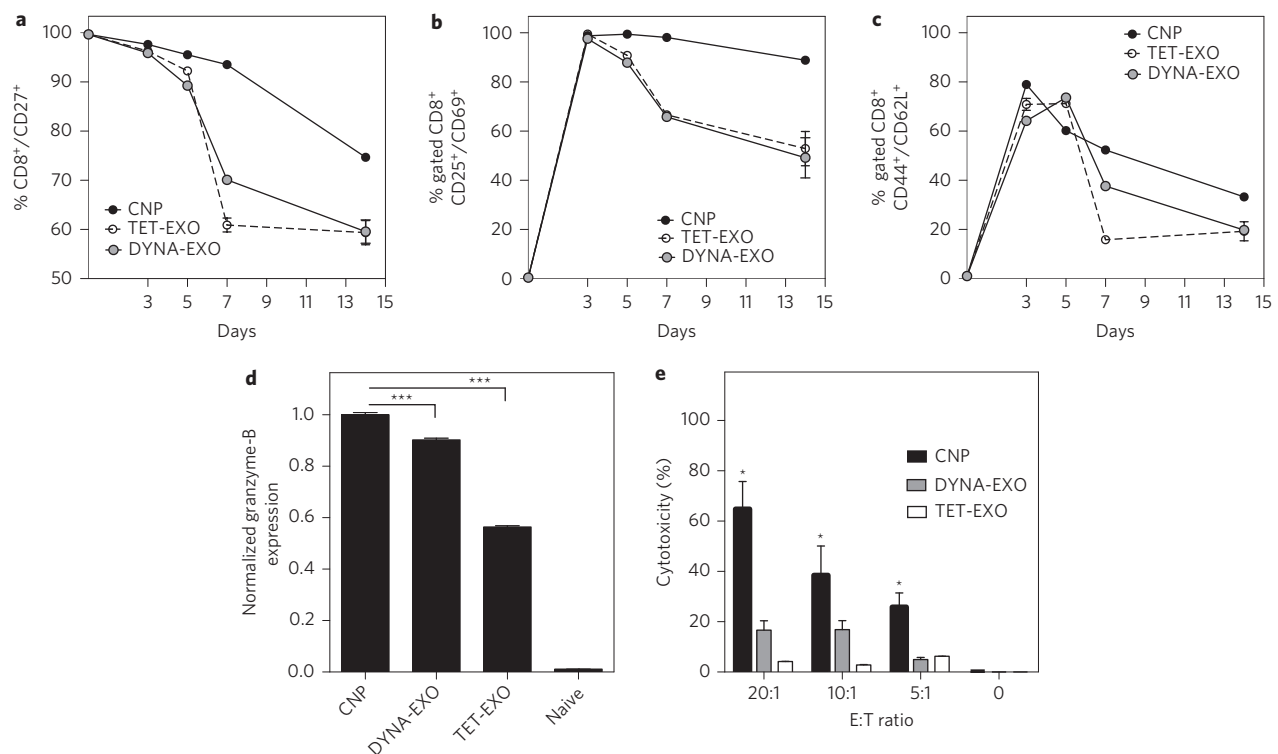 a
% CD8+/CD27+
100
90
80
70
60
50
CNP
TET-EXO
DYNA-EXO
3 5 7 9 11 13 15
Days
b
% gated CD8+
CD25+/CD69+
100
80
60
40
20
0
CNP
TET-EXO
DYNA-EXO
3 5 7 9 11 13 15
Days
c
% gated CD8+
CD44+/CD62L+
100
80
60
40
20
0
CNP
TET-EXO
DYNA-EXO
3 5 7 9 11 13 15
Days
d
Normalized granzyme-B
expression
1.0
0.8
0.6
0.4
0.2
0.0
***
***
CNP
DYNA-EXO
TET-EXO
Naive
e
Cytotoxicity (%)
100
80
60
40
20
0
* * *
CNP
DYNA-EXO
TET-EXO
20:1 10:1 5:1 0
E:T ratio